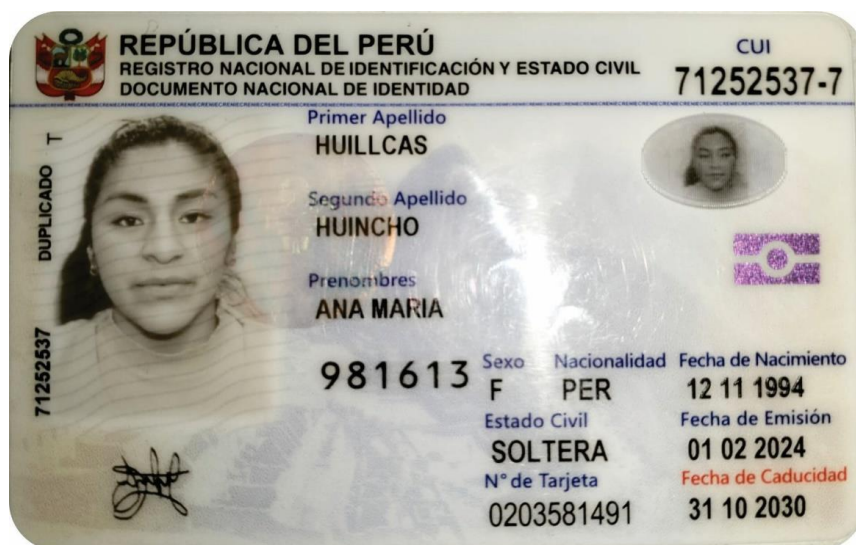 REPÚBLICA DEL PERÚ
REGISTRO NACIONAL DE IDENTIFICACIÓN Y ESTADO CIVIL
DOCUMENTO NACIONAL DE IDENTIDAD
CUI
71252537-7
Primer Apellido
HUILLCAS
Segundo Apellido
HUINCHO
Prenombres
ANA MARIA
71252537 DUPLICADO T
981613
Sexo Nacionalidad Fecha de Nacimiento
F PER 12 11 1994
Estado Civil Fecha de Emisión
SOLTERA 01 02 2024
N° de Tarjeta Fecha de Caducidad
0203581491 31 10 2030